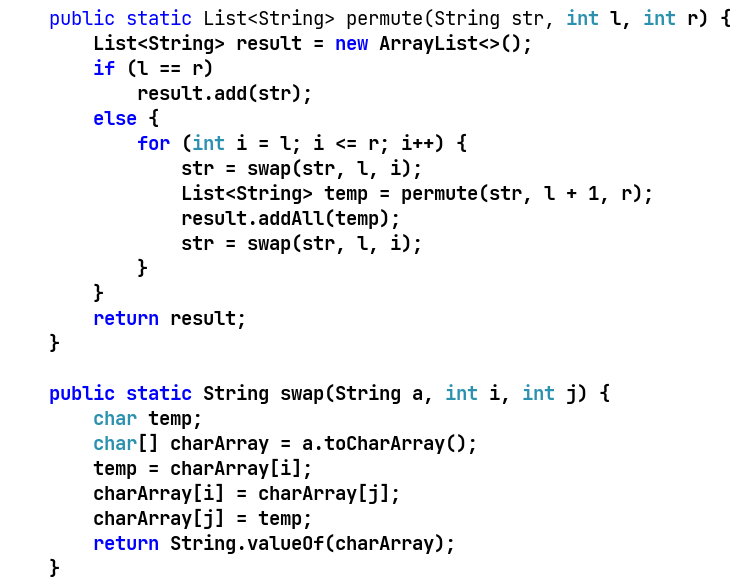 public static List<String> permute(String str, int l, int r) {
List<String> result = new ArrayList<>();
if (l == r)
result.add(str);
else {
for (int i = l; i <= r; i++) {
str = swap(str, l, i);
List<String> temp = permute(str, l + 1, r);
result.addAll(temp);
str = swap(str, l, i);
}
}
return result;
}
public static String swap(String a, int i, int j) {
char temp;
char[] charArray = a.toCharArray();
temp = charArray[i];
charArray[i] = charArray[j];
charArray[j] = temp;
return String.valueOf(charArray);
}